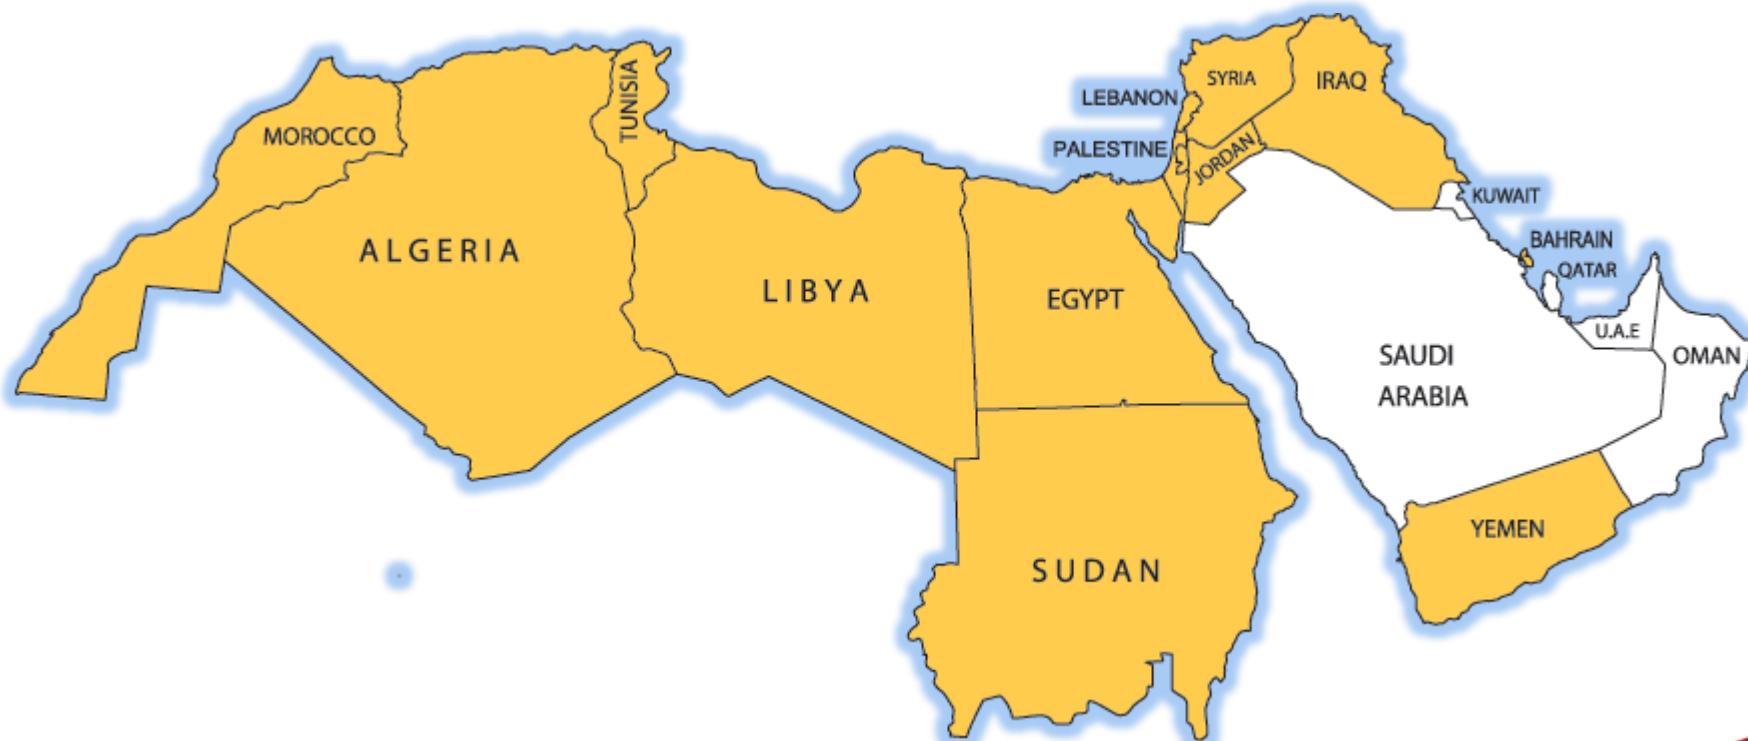 MOROCCO
ALGERIA
TUNISIA
LIBYA
EGYPT
SUDAN
LEBANON
PALESTINE
SYRIA
JORDAN
IRAQ
KUWAIT
BAHRAIN
QATAR
U.A.E
OMAN
SAUDI
ARABIA
YEMEN